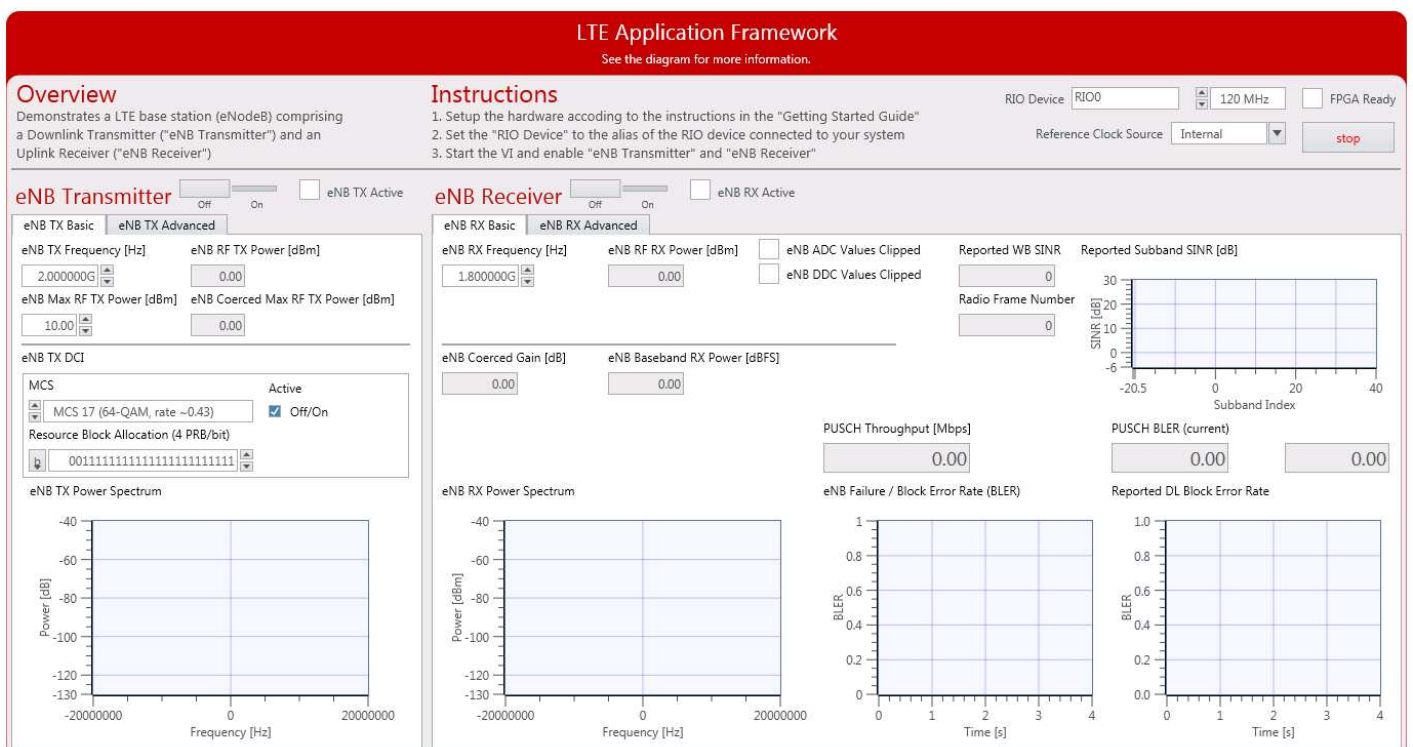 LTE Application Framework
See the diagram for more information.
Overview
Demonstrates a LTE base station (eNodeB) comprising
a Downlink Transmitter ("eNB Transmitter") and an
Uplink Receiver ("eNB Receiver")
Instructions
1. Setup the hardware accoding to the instructions in the "Getting Started Guide"
2. Set the "RIO Device" to the alias of the RIO device connected to your system
3. Start the VI and enable "eNB Transmitter" and "eNB Receiver"
RIO Device RIO0 120 MHz FPGA Ready
Reference Clock Source Internal stop
eNB Transmitter Off On eNB TX Active
eNB TX Basic eNB TX Advanced
eNB TX Frequency [Hz] eNB RF TX Power [dBm]
2.000000G 0.00
eNB Max RF TX Power [dBm] eNB Coerced Max RF TX Power [dBm]
10.00 0.00
eNB TX DCI
MCS Active
MCS 17 (64-QAM, rate ~0.43) Off/On
Resource Block Allocation (4 PRB/bit)
b 0011111111111111111111111
eNB TX Power Spectrum
-40
-60
-80
-100
-120
-130
Power [dB]
-20000000 0 20000000
Frequency [Hz]
eNB Receiver Off On eNB RX Active
eNB RX Basic eNB RX Advanced
eNB RX Frequency [Hz] eNB RF RX Power [dBm] eNB ADC Values Clipped
1.800000G 0.00 eNB DDC Values Clipped
Reported WB SINR
0
Radio Frame Number
0
Reported Subband SINR [dB]
30
20
10
0
-6
SINR [dB]
-20.5 0 20 40
Subband Index
eNB Coerced Gain [dB] eNB Baseband RX Power [dBFS]
0.00 0.00
PUSCH Throughput [Mbps] PUSCH BLER (current)
0.00 0.00 0.00
eNB RX Power Spectrum
-40
-60
-80
-100
-120
-130
Power [dBm]
-20000000 0 20000000
Frequency [Hz]
eNB Failure / Block Error Rate (BLER)
1
0.8
0.6
0.4
0.2
0
BLER
0 1 2 3 4
Time [s]
Reported DL Block Error Rate
1.0
0.8
0.6
0.4
0.2
0.0
BLER
0 1 2 3 4
Time [s]